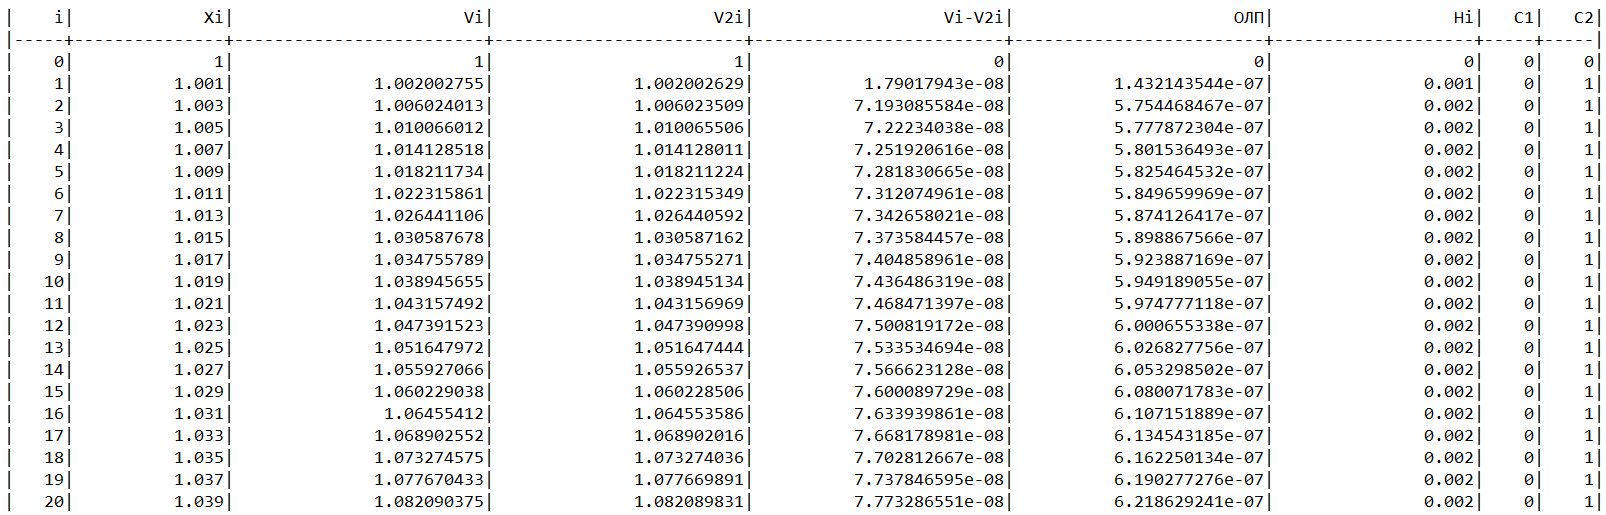 |    i|             Xi|                      Vi|                     V2i|                  Vi-V2i|                     ОЛП|                 Hi|   C1|   C2|
|-----+---------------+------------------------+------------------------+------------------------+------------------------+-------------------+-----+-----|
|    0|              1|                       1|                       1|                       0|                       0|                  0|    0|    0|
|    1|          1.001|             1.002002755|             1.002002629|          1.79017943e-08|         1.432143544e-07|              0.001|    0|    1|
|    2|          1.003|             1.006024013|             1.006023509|         7.193085584e-08|         5.754468467e-07|              0.002|    0|    1|
|    3|          1.005|             1.010066012|             1.010065506|          7.22234038e-08|         5.777872304e-07|              0.002|    0|    1|
|    4|          1.007|             1.014128518|             1.014128011|         7.251920616e-08|         5.801536493e-07|              0.002|    0|    1|
|    5|          1.009|             1.018211734|             1.018211224|         7.281830665e-08|         5.825464532e-07|              0.002|    0|    1|
|    6|          1.011|             1.022315861|             1.022315349|         7.312074961e-08|         5.849659969e-07|              0.002|    0|    1|
|    7|          1.013|             1.026441106|             1.026440592|         7.342658021e-08|         5.874126417e-07|              0.002|    0|    1|
|    8|          1.015|             1.030587678|             1.030587162|         7.373584457e-08|         5.898867566e-07|              0.002|    0|    1|
|    9|          1.017|             1.034755789|             1.034755271|         7.404858961e-08|         5.923887169e-07|              0.002|    0|    1|
|   10|          1.019|             1.038945655|             1.038945134|         7.436486319e-08|         5.949189055e-07|              0.002|    0|    1|
|   11|          1.021|             1.043157492|             1.043156969|         7.468471397e-08|         5.974777118e-07|              0.002|    0|    1|
|   12|          1.023|             1.047391523|             1.047390998|         7.500819172e-08|         6.000655338e-07|              0.002|    0|    1|
|   13|          1.025|             1.051647972|             1.051647444|         7.533534694e-08|         6.026827756e-07|              0.002|    0|    1|
|   14|          1.027|             1.055927066|             1.055926537|         7.566623128e-08|         6.053298502e-07|              0.002|    0|    1|
|   15|          1.029|             1.060229038|             1.060228506|         7.600089729e-08|         6.080071783e-07|              0.002|    0|    1|
|   16|          1.031|              1.06455412|             1.064553586|         7.633939861e-08|         6.107151889e-07|              0.002|    0|    1|
|   17|          1.033|             1.068902552|             1.068902016|         7.668178981e-08|         6.134543185e-07|              0.002|    0|    1|
|   18|          1.035|             1.073274575|             1.073274036|         7.702812667e-08|         6.162250134e-07|              0.002|    0|    1|
|   19|          1.037|             1.077670433|             1.077669891|         7.737846595e-08|         6.190277276e-07|              0.002|    0|    1|
|   20|          1.039|             1.082090375|             1.082089831|         7.773286551e-08|         6.218629241e-07|              0.002|    0|    1|